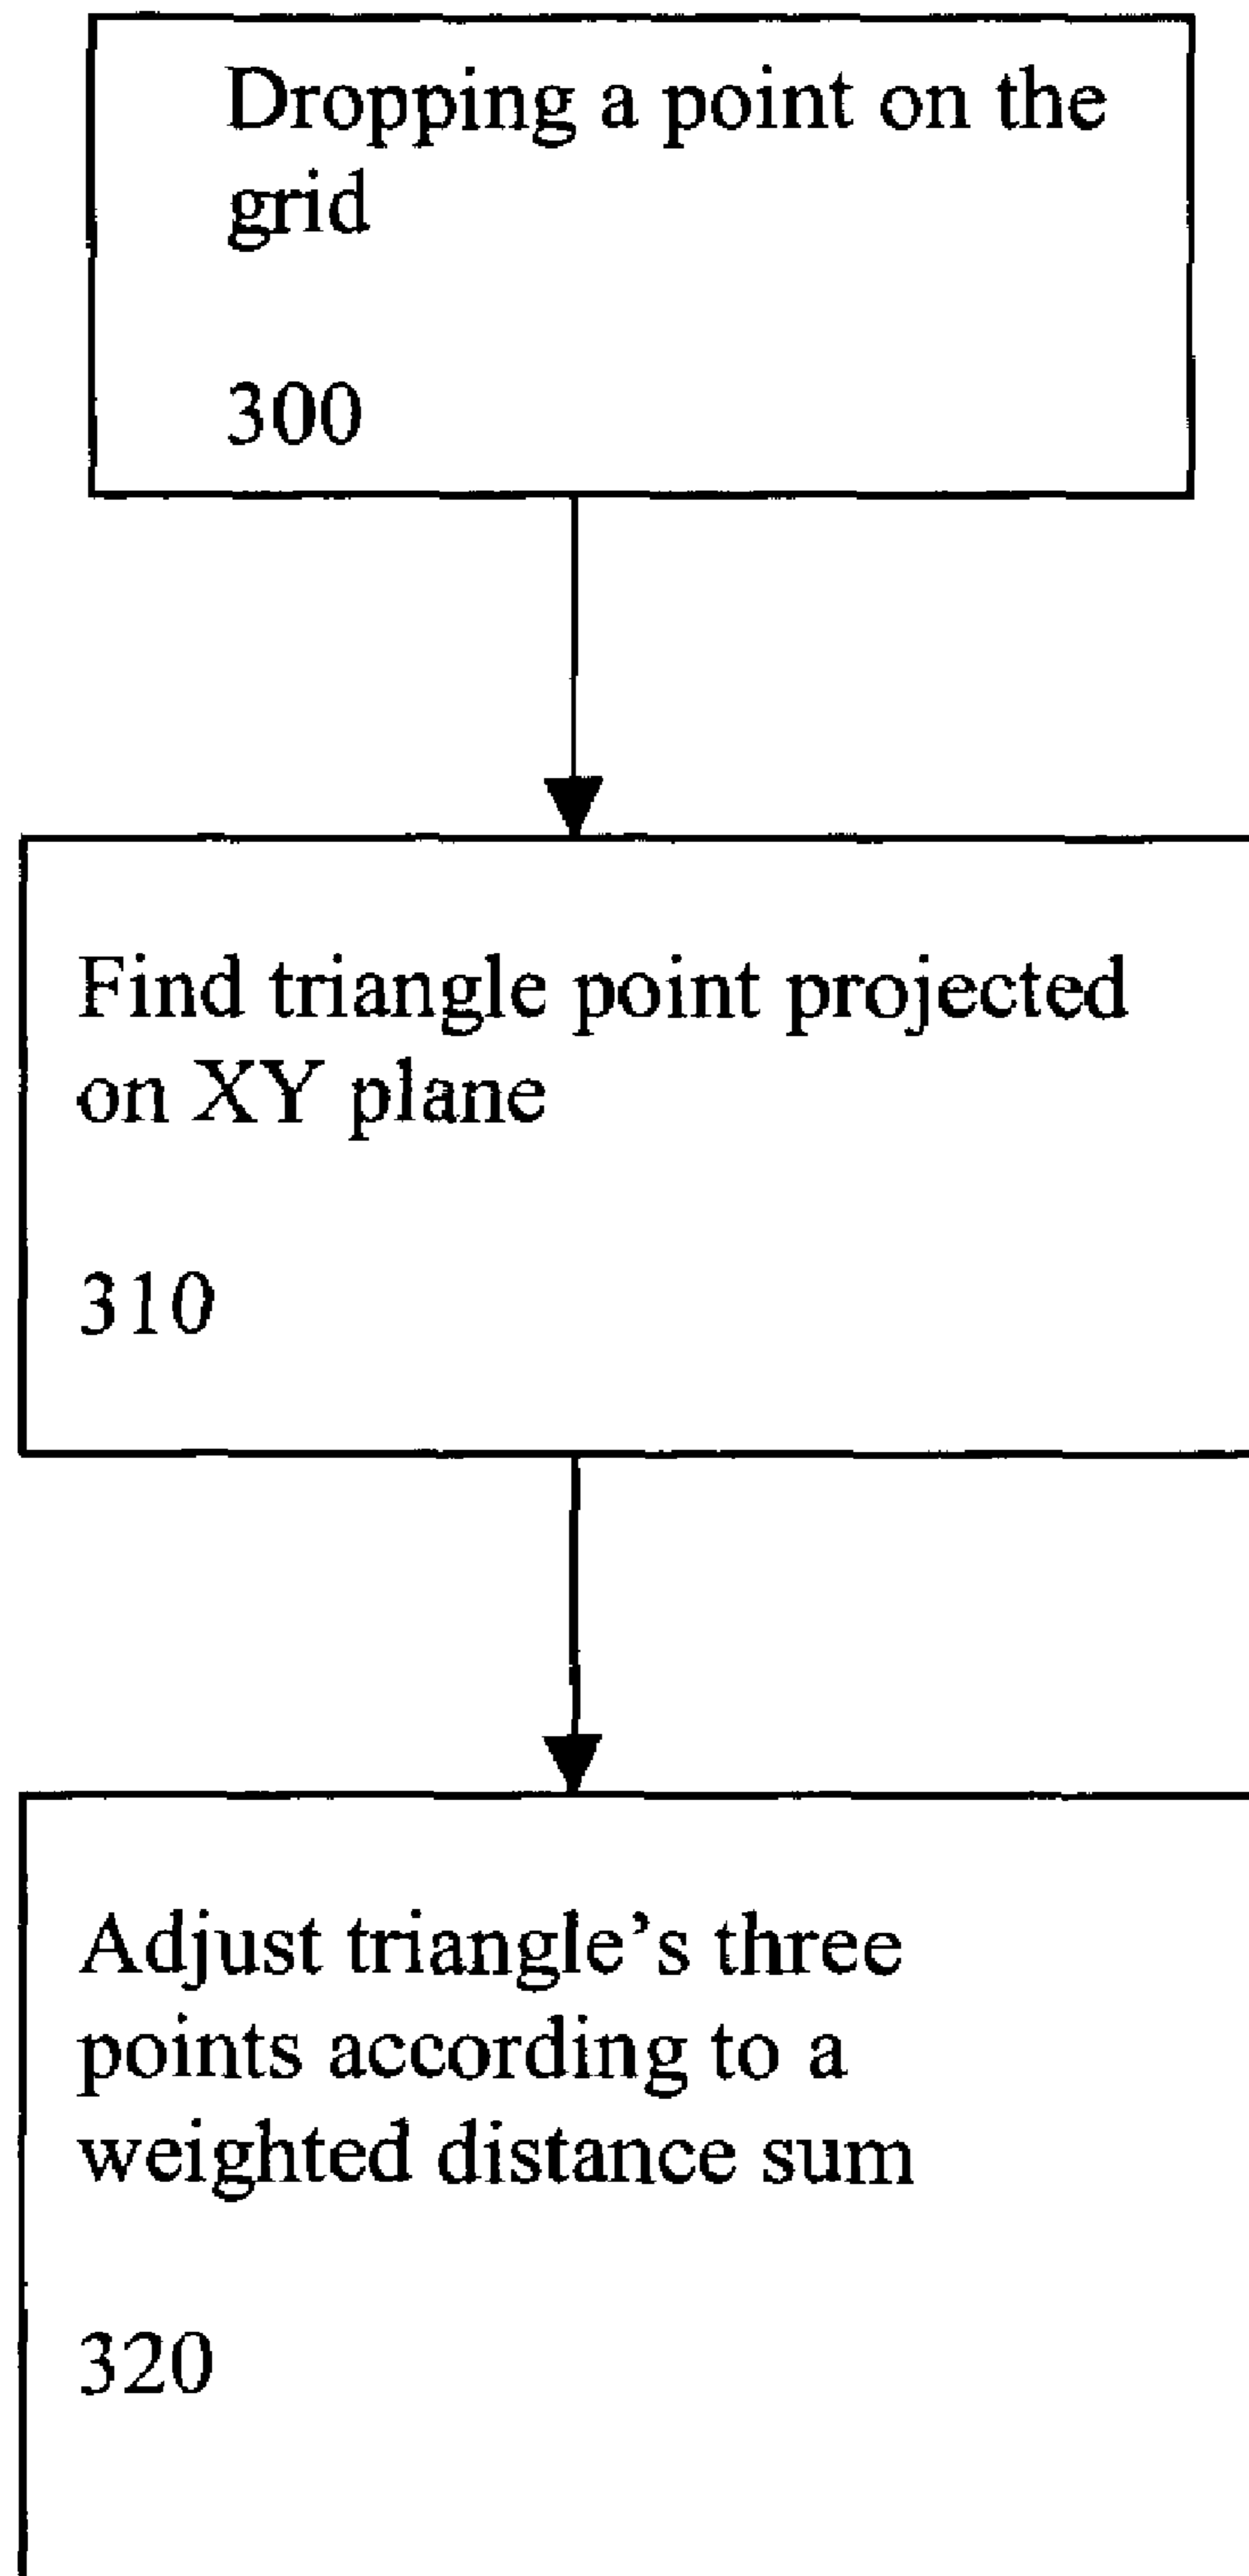 Dropping a point on the
grid
300
Find triangle point projected
on XY plane
310
Adjust triangle’s three
points according to a
weighted distance sum
320